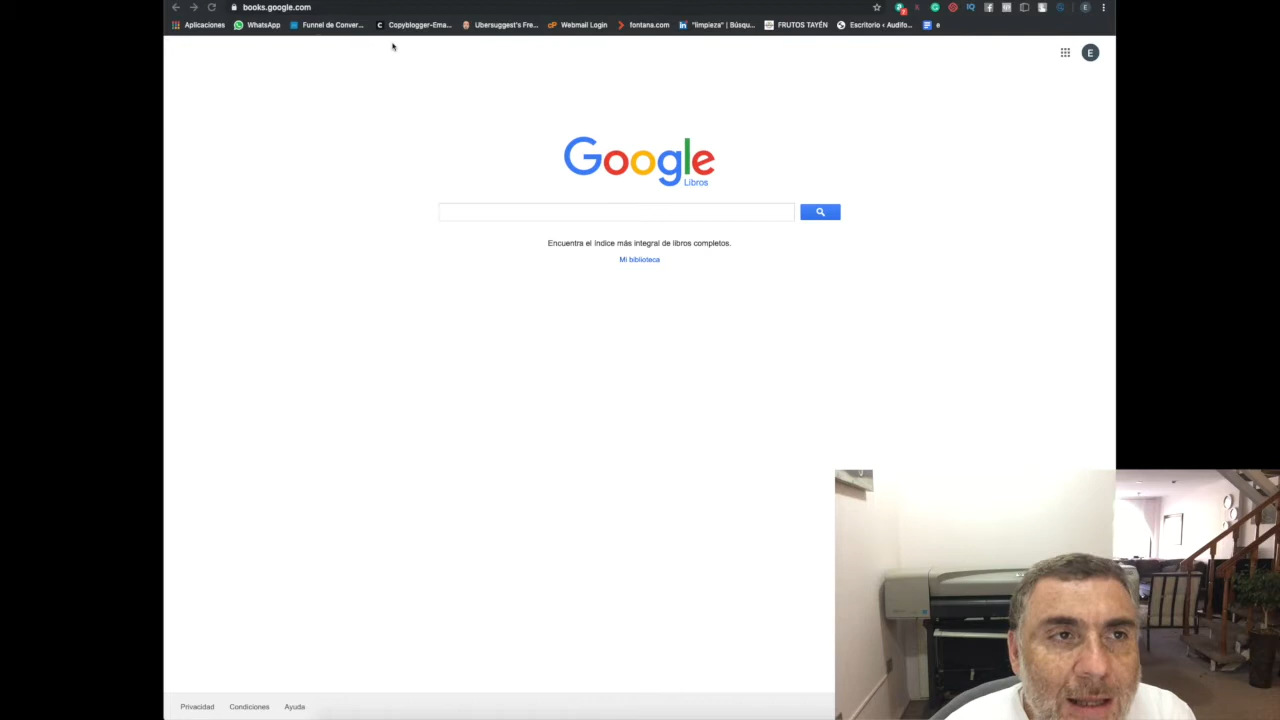 books.google.com
Aplicaciones WhatsApp Funnel de Conver... Copyblogger-Ema... Ubersuggest's Fre... Webmail Login fontana.com "limpieza" | Búsqu... FRUTOS TAYÉN Escritorio ‹ Audifo... e
E
Google
Libros
Encuentra el índice más integral de libros completos.
Mi biblioteca
Privacidad Condiciones Ayuda